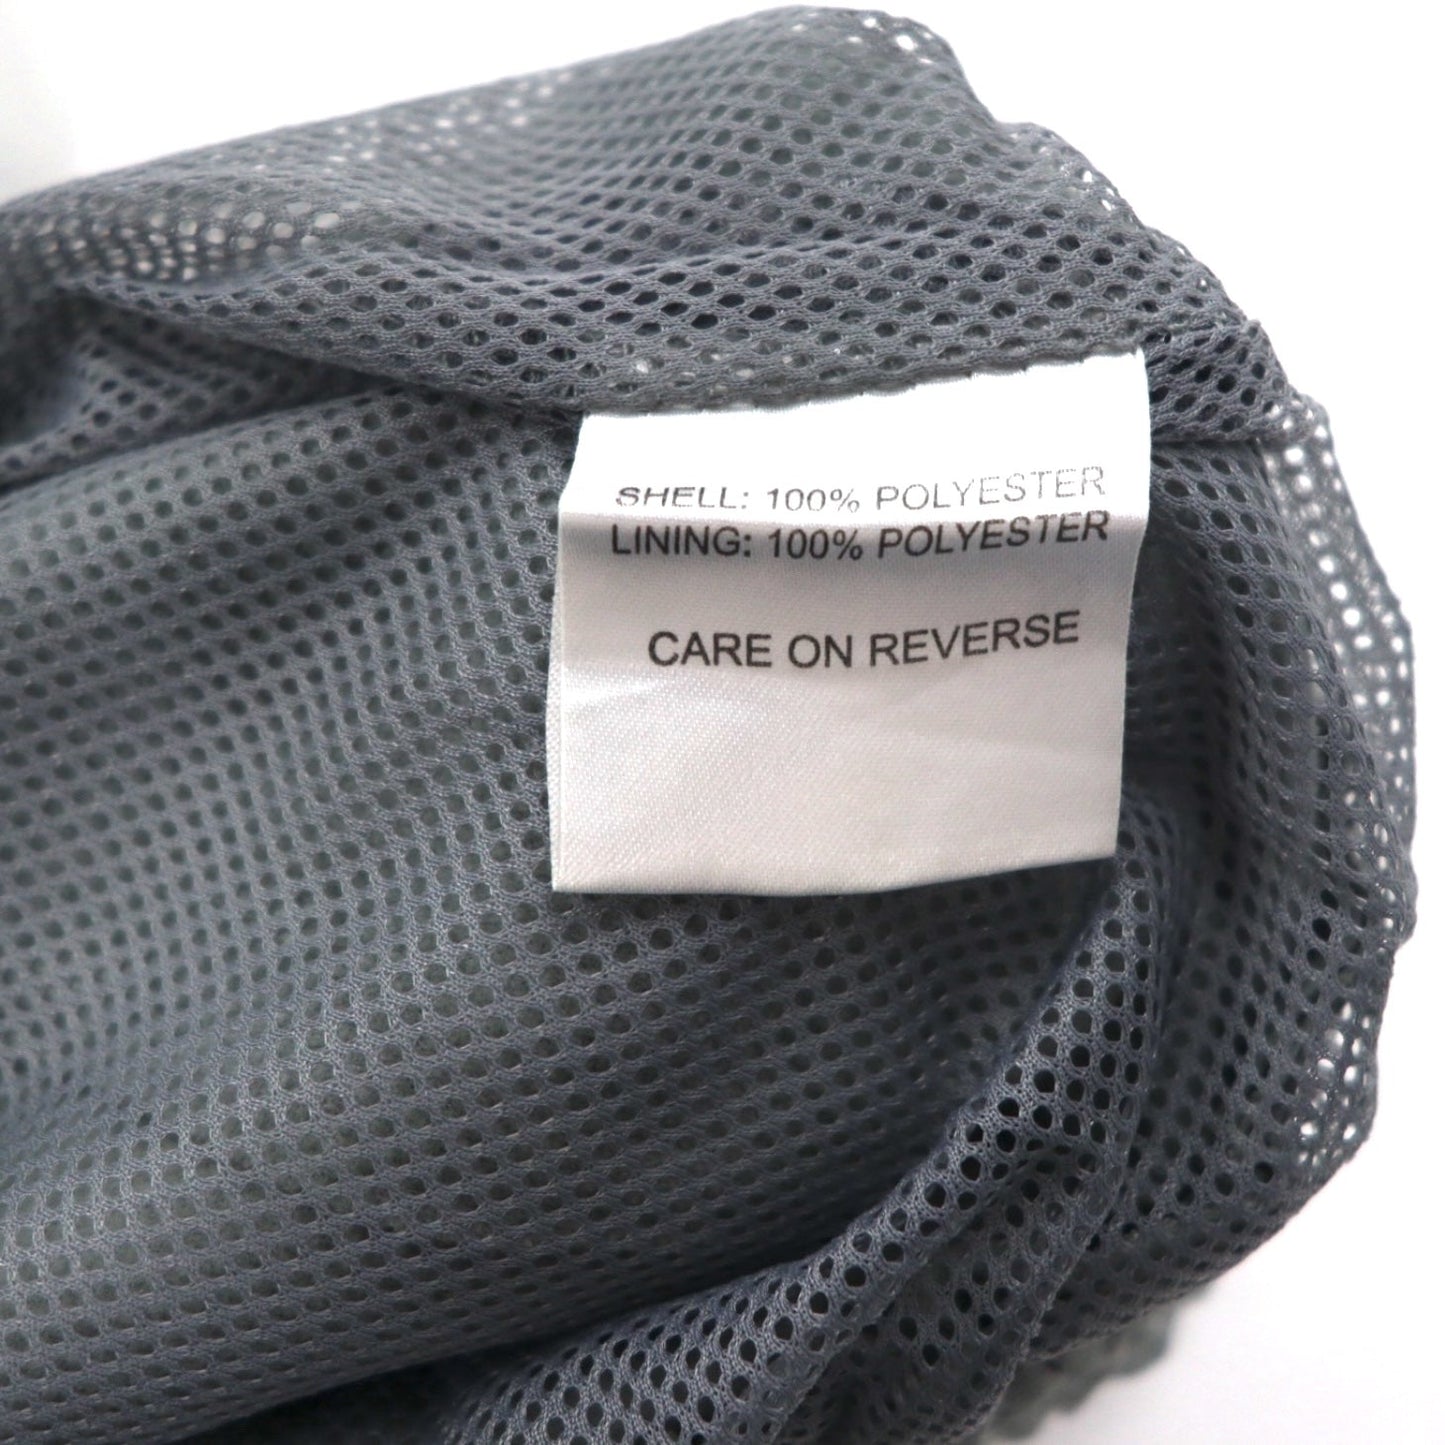 SHELL: 100% POLYESTER
LINING: 100% POLYESTER
CARE ON REVERSE